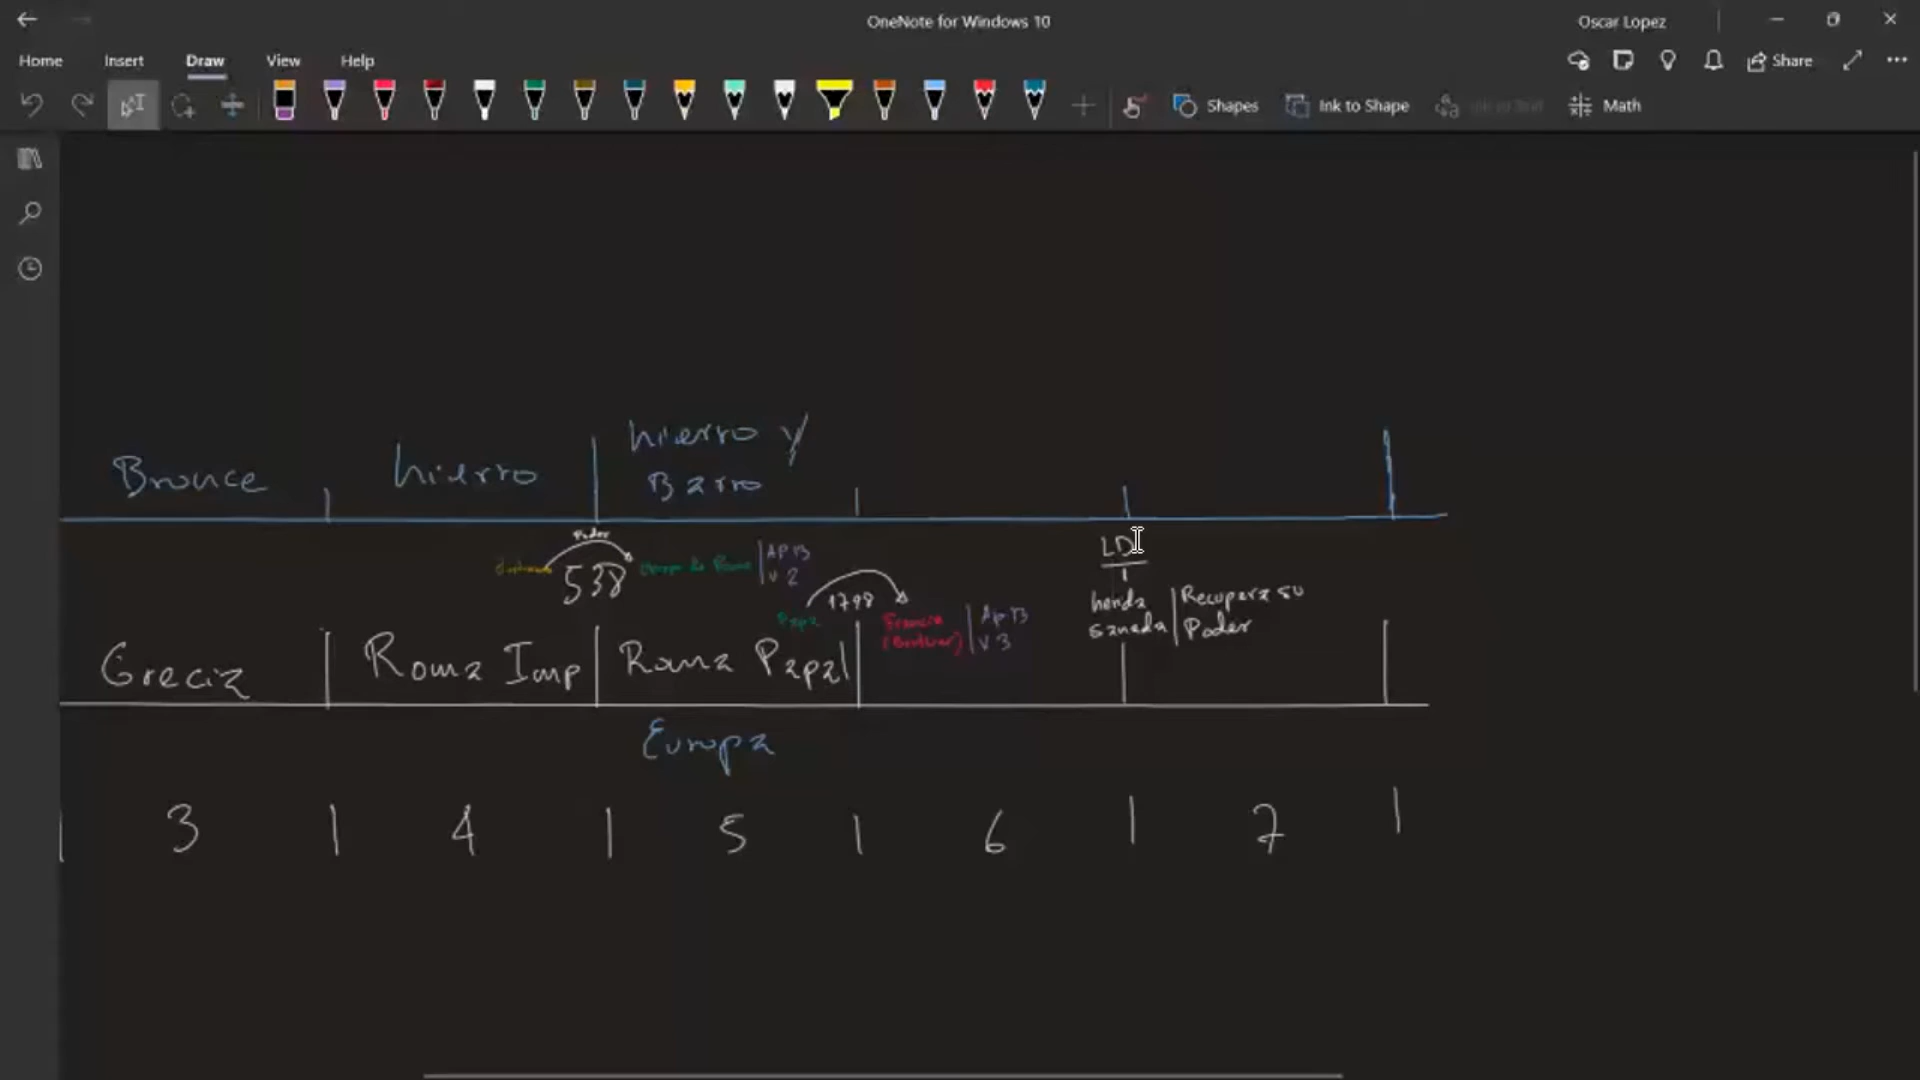 OneNote for Windows 10
Oscar Lopez
Home Insert Draw View Help
Share
Shapes
Ink to Shape
Math
Bronce
hierro
hierro y
Barro
Poder
538
Ap 13
V 2
Papa
1798
Francia
(Berthier)
Ap 13
V 3
LD
herida
sanada
Recupera su
Poder
Grecia
Roma Imp
Roma Papal
Europa
3 4 5 6 7